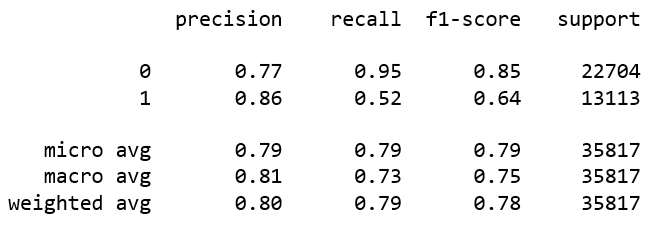 precision recall f1-score support
0 0.77 0.95 0.85 22704
1 0.86 0.52 0.64 13113
micro avg 0.79 0.79 0.79 35817
macro avg 0.81 0.73 0.75 35817
weighted avg 0.80 0.79 0.78 35817